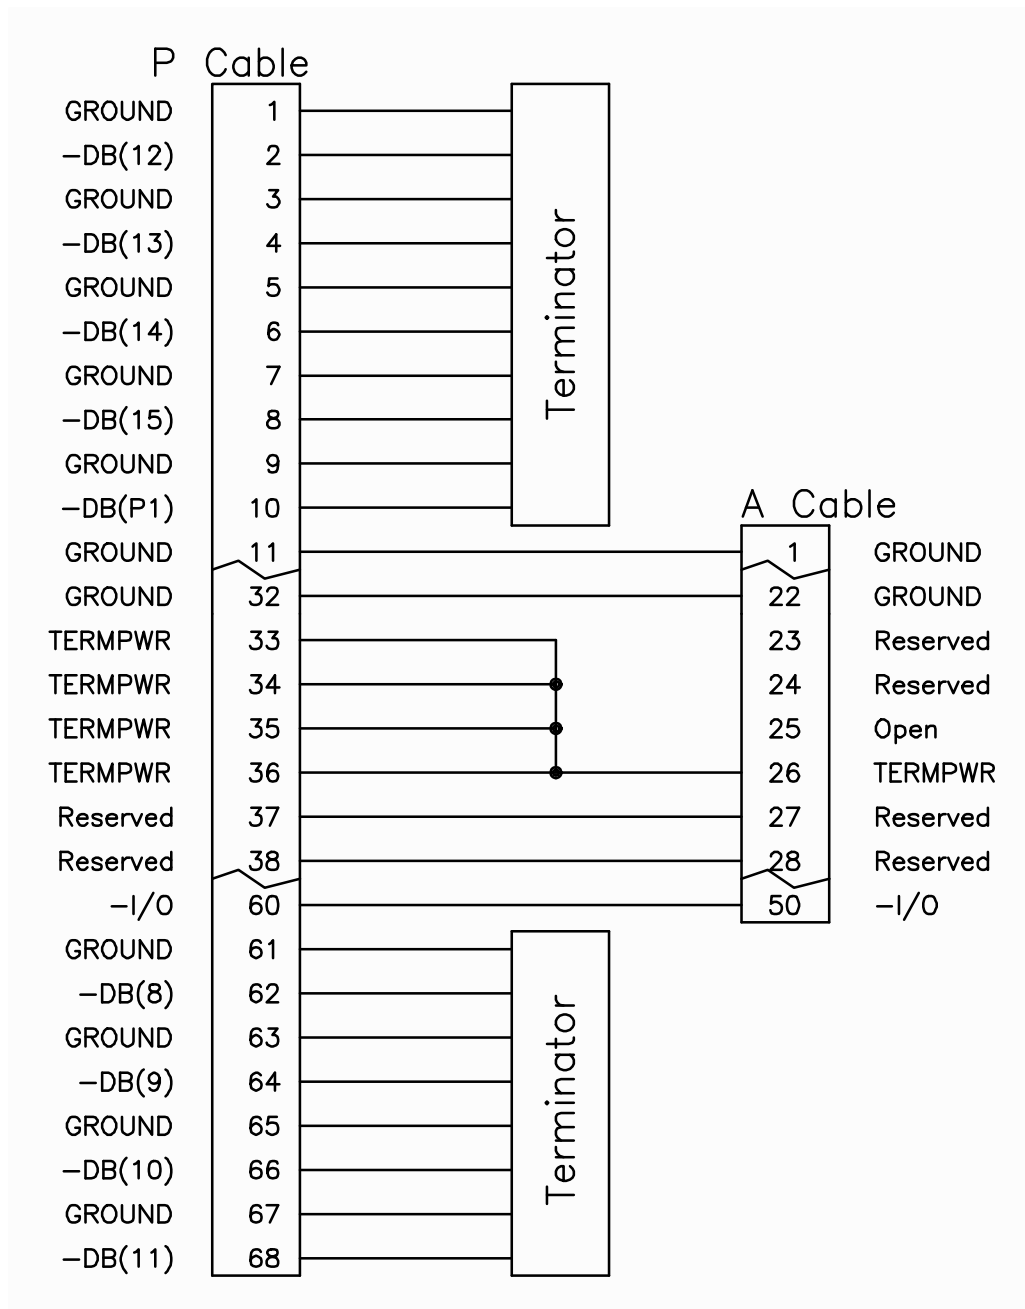 P Cable
GROUND 1
-DB(12) 2
GROUND 3
-DB(13) 4
GROUND 5
-DB(14) 6
GROUND 7
-DB(15) 8
GROUND 9
-DB(P1) 10
Terminator
A Cable
GROUND 11 1 GROUND
GROUND 32 22 GROUND
TERMPWR 33 23 Reserved
TERMPWR 34 24 Reserved
TERMPWR 35 25 Open
TERMPWR 36 26 TERMPWR
Reserved 37 27 Reserved
Reserved 38 28 Reserved
-I/O 60 50 -I/O
GROUND 61
-DB(8) 62
GROUND 63
-DB(9) 64
GROUND 65
-DB(10) 66
GROUND 67
-DB(11) 68
Terminator